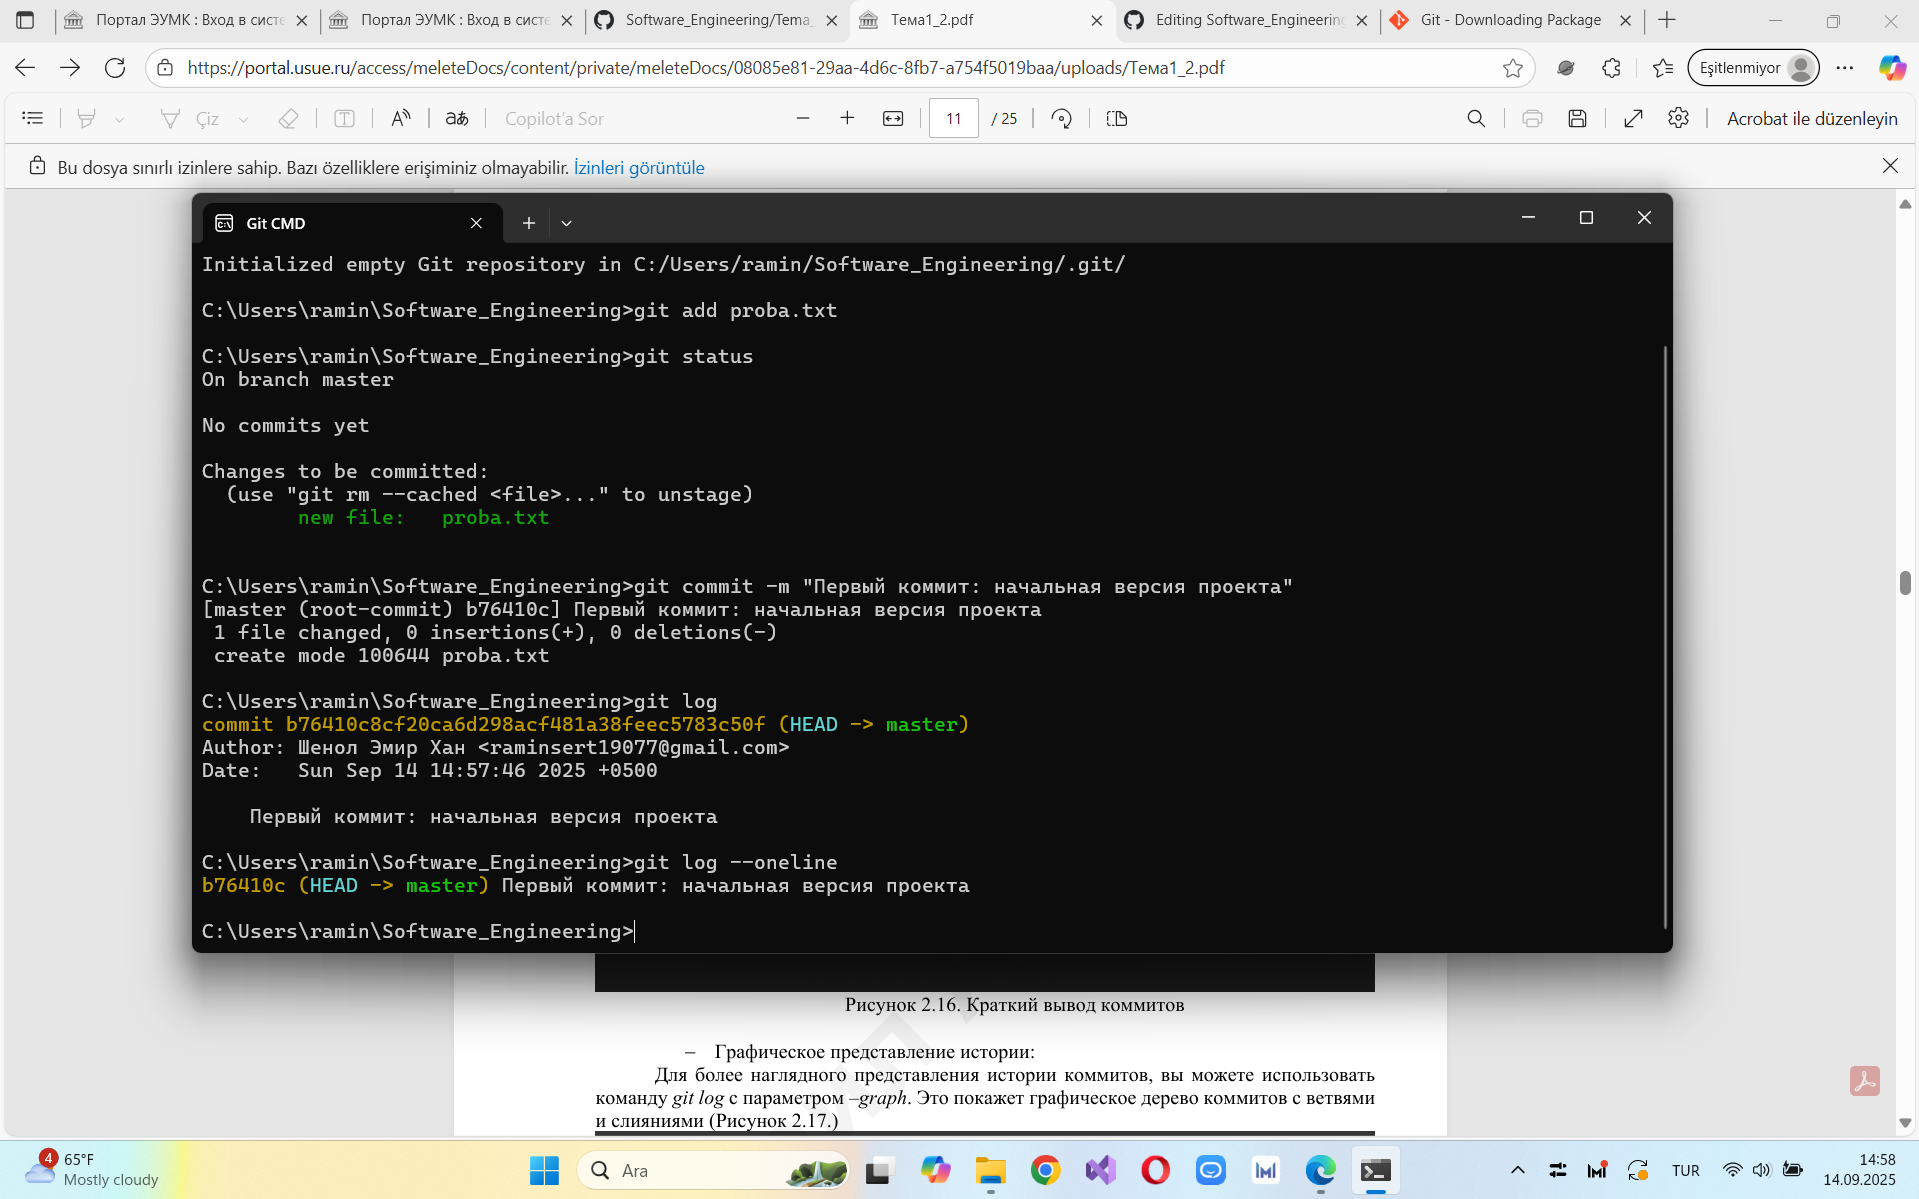 Портал ЭУМК : Вход в систе
Портал ЭУМК : Вход в систе
Software_Engineering/Tema_
Тема1_2.pdf
Editing Software_Engineering
Git - Downloading Package
https://portal.usue.ru/access/meleteDocs/content/private/meleteDocs/08085e81-29aa-4d6c-8fb7-a754f5019baa/uploads/Тема1_2.pdf
Eşitlenmiyor
Çiz
Copilot'a Sor
11 / 25
Acrobat ile düzenleyin
Bu dosya sınırlı izinlere sahip. Bazı özelliklere erişiminiz olmayabilir. İzinleri görüntüle
Git CMD
Initialized empty Git repository in C:/Users/ramin/Software_Engineering/.git/
C:\Users\ramin\Software_Engineering>git add proba.txt
C:\Users\ramin\Software_Engineering>git status
On branch master
No commits yet
Changes to be committed:
(use "git rm --cached <file>..." to unstage)
new file:   proba.txt
C:\Users\ramin\Software_Engineering>git commit -m "Первый коммит: начальная версия проекта"
[master (root-commit) b76410c] Первый коммит: начальная версия проекта
1 file changed, 0 insertions(+), 0 deletions(-)
create mode 100644 proba.txt
C:\Users\ramin\Software_Engineering>git log
commit b76410c8cf20ca6d298acf481a38feec5783c50f (HEAD -> master)
Author: Шенол Эмир Хан <raminsert19077@gmail.com>
Date:   Sun Sep 14 14:57:46 2025 +0500
Первый коммит: начальная версия проекта
C:\Users\ramin\Software_Engineering>git log --oneline
b76410c (HEAD -> master) Первый коммит: начальная версия проекта
C:\Users\ramin\Software_Engineering>
Рисунок 2.16. Краткий вывод коммитов
– Графическое представление истории:
Для более наглядного представления истории коммитов, вы можете использовать
команду git log с параметром –graph. Это покажет графическое дерево коммитов с ветвями
и слияниями (Рисунок 2.17.)
4
65°F
Mostly cloudy
Ara
TUR
14:58
14.09.2025